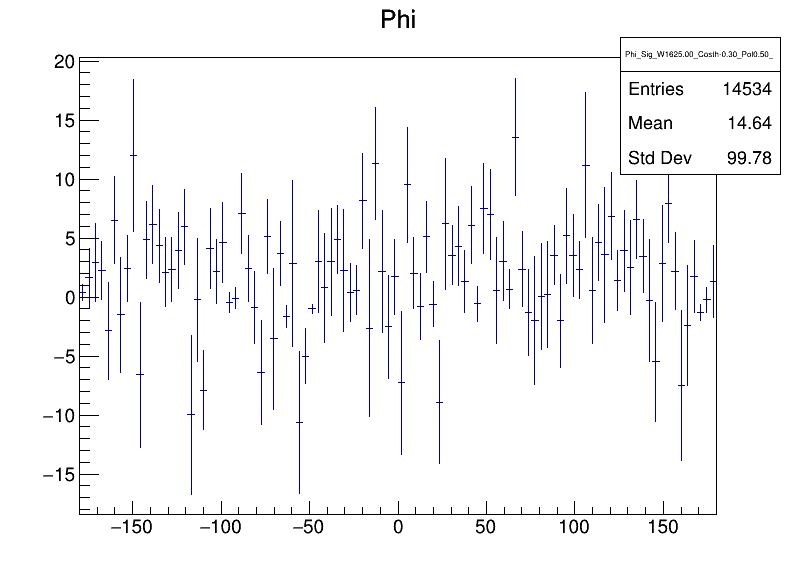 Phi
Phi_Sig_W1625.00_Costh-0.30_Pol0.50_
Entries 14534
Mean 14.64
Std Dev 99.78
20
15
10
5
0
−5
−10
−15
−150 −100 −50 0 50 100 150